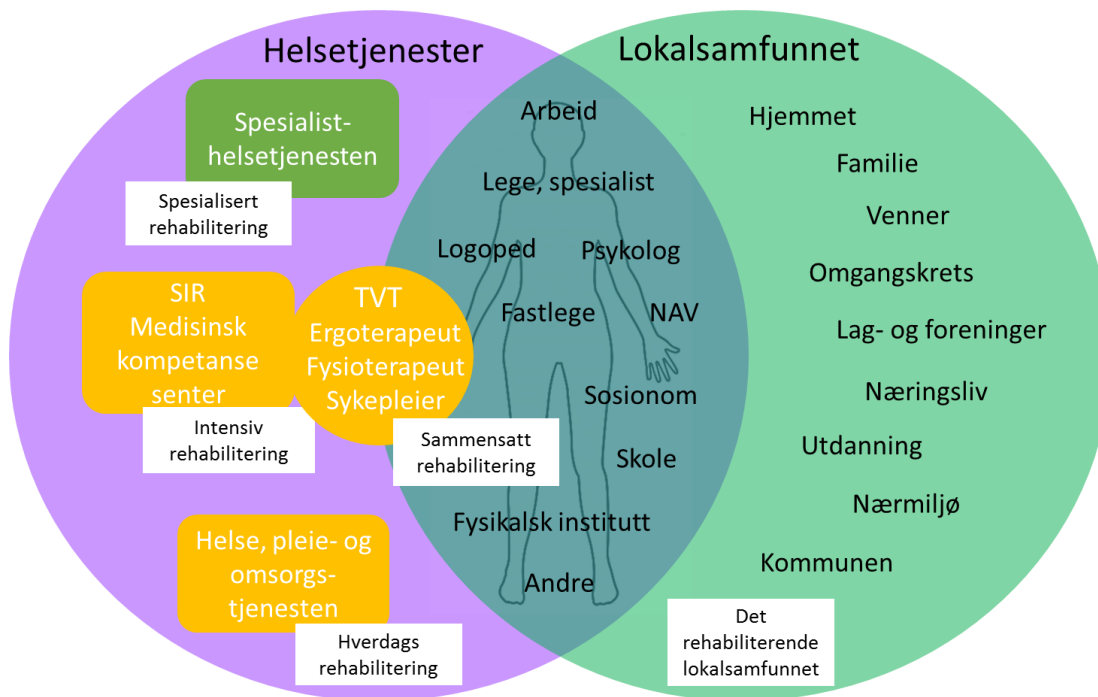 Helsetjenester
Lokalsamfunnet
Spesialist-
helsetjenesten
Spesialisert
rehabilitering
SIR
Medisinsk
kompetanse
senter
Intensiv
rehabilitering
TVT
Ergoterapeut
Fysioterapeut
Sykepleier
Sammensatt
rehabilitering
Helse, pleie- og
omsorgs-
tjenesten
Hverdags
rehabilitering
Arbeid
Lege, spesialist
Logoped
Psykolog
Fastlege
NAV
Sosionom
Skole
Fysikalsk institutt
Andre
Hjemmet
Familie
Venner
Omgangskrets
Lag- og foreninger
Næringsliv
Utdanning
Nærmiljø
Kommunen
Det
rehabiliterende
lokalsamfunnet